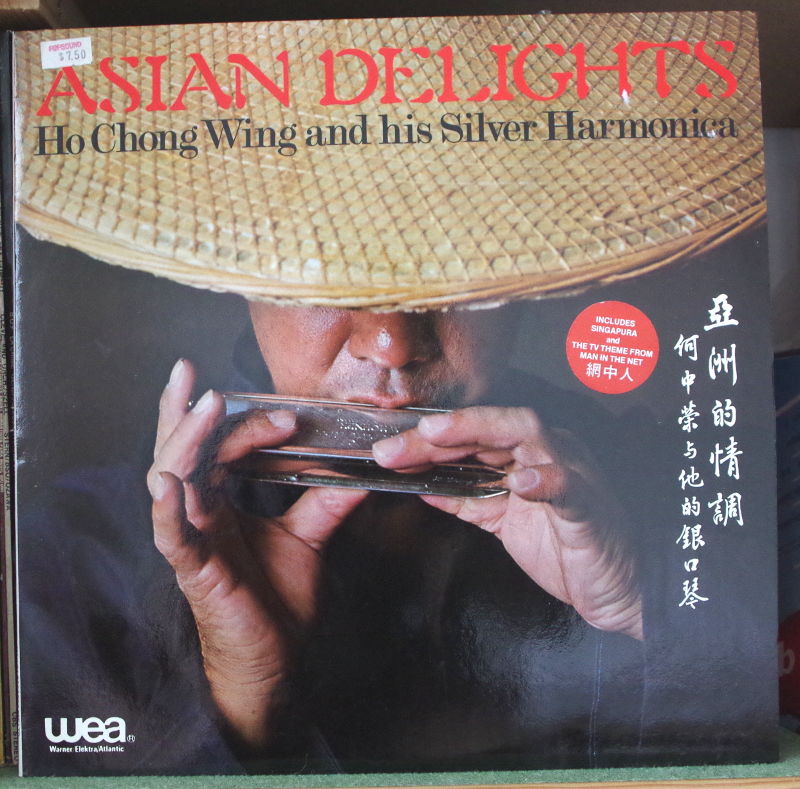 POPSOUND
$7.50
ASIAN DELIGHTS
Ho Chong Wing and his Silver Harmonica
INCLUDES
SINGAPURA
and
THE TV THEME FROM
MAN IN THE NET
網中人
亞洲的情調
何中榮与他的銀口琴
wea®
Warner Elektra/Atlantic